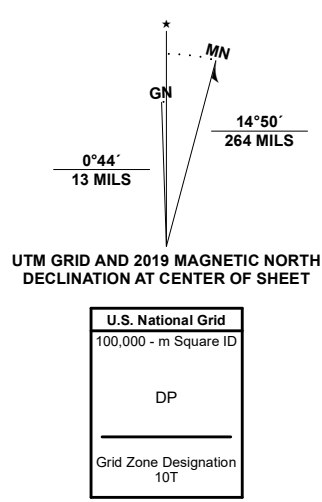 ★
MN
GN
14°50´
264 MILS
0°44´
13 MILS
UTM GRID AND 2019 MAGNETIC NORTH
DECLINATION AT CENTER OF SHEET
U.S. National Grid
100,000 - m Square ID
DP
Grid Zone Designation
10T